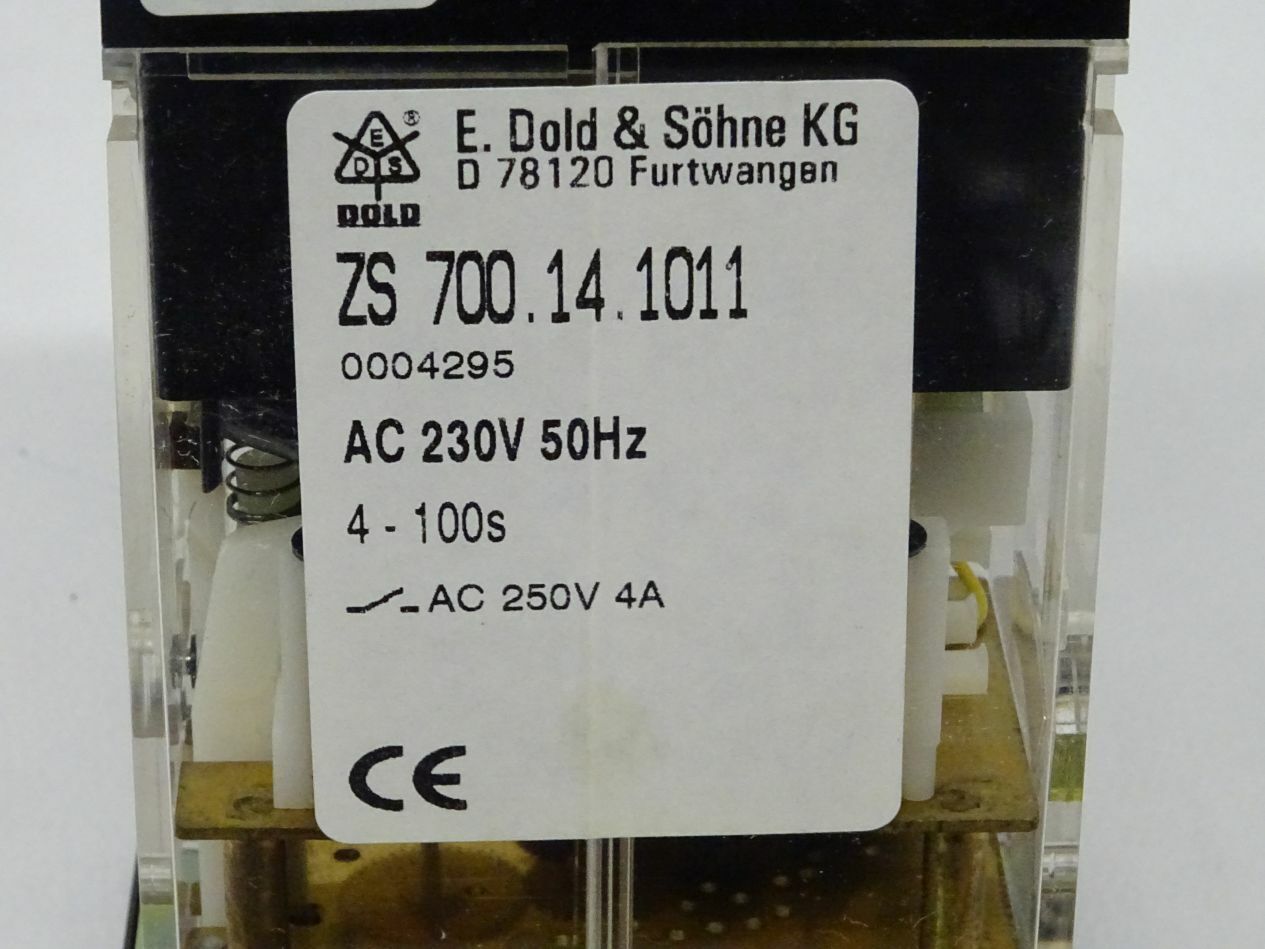 E
D S ®
DOLD
E. Dold & Söhne KG
D 78120 Furtwangen
ZS 700.14.1011
0004295
AC 230V 50Hz
4 - 100s
AC 250V 4A
CE